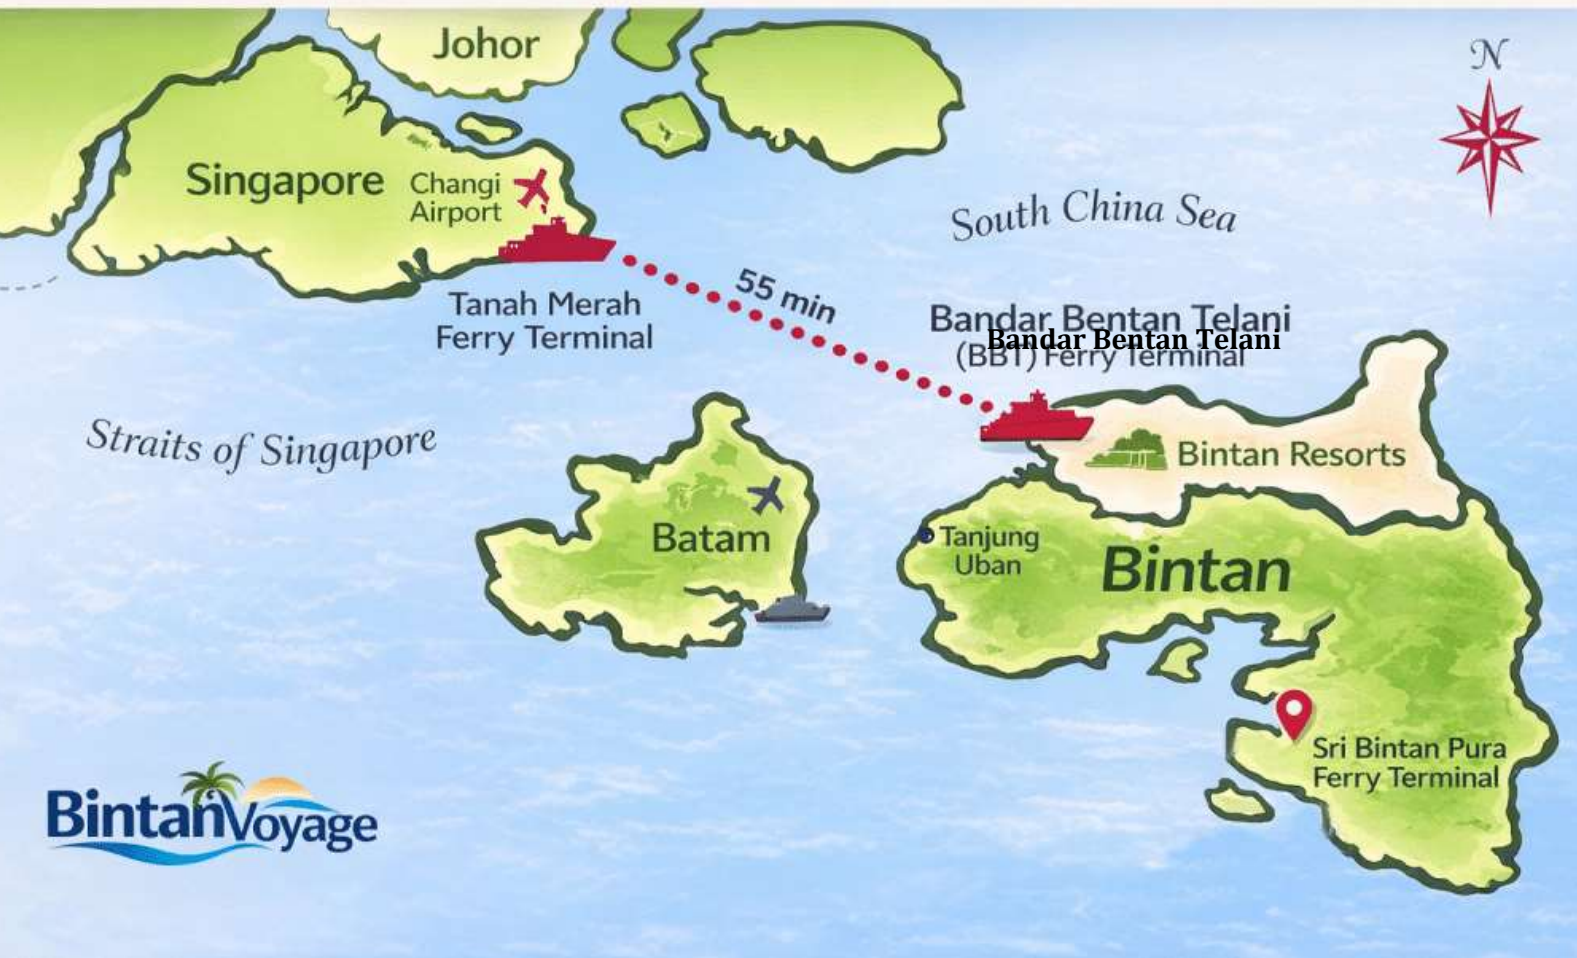 Johor
N
Singapore
Changi
Airport
South China Sea
55 min
Tanah Merah
Ferry Terminal
Bandar Bentan Telani
Bandar Bentan Telani
(BBT) Ferry Terminal
Straits of Singapore
Bintan Resorts
Batam
Tanjung
Uban
Bintan
Sri Bintan Pura
Ferry Terminal
BintanVoyage